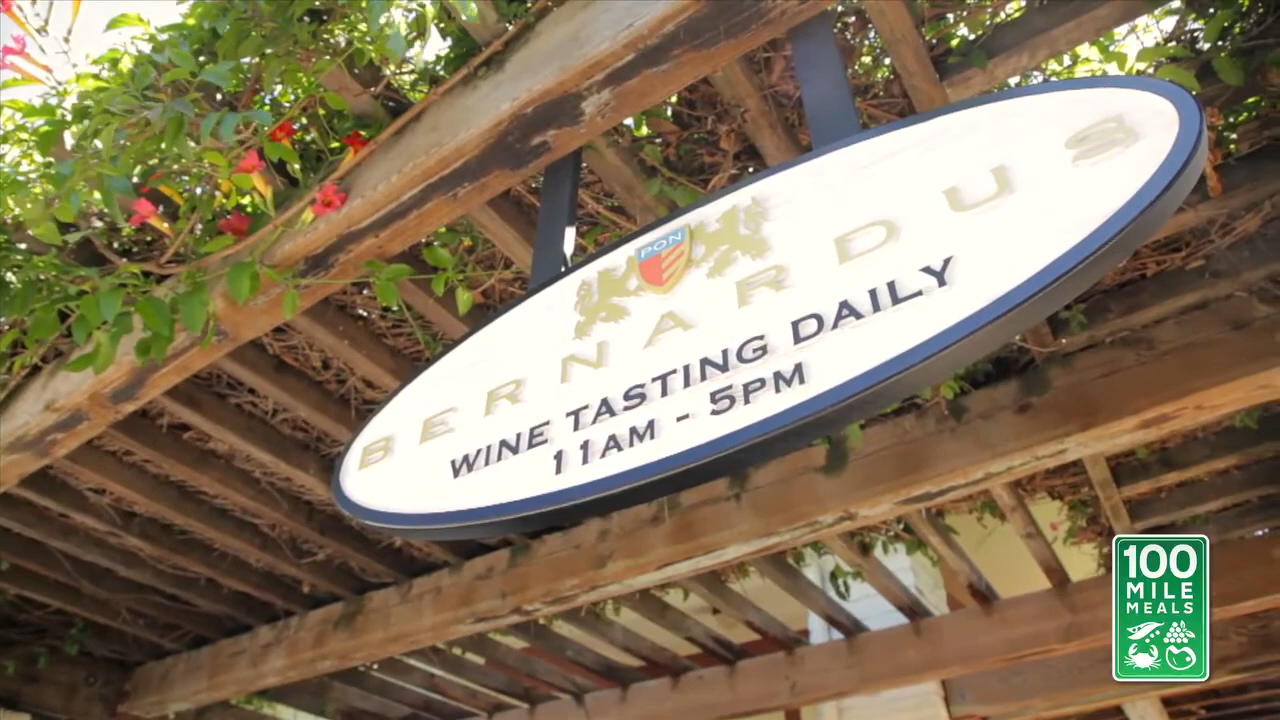 PON
BERNARDUS
WINE TASTING DAILY
11AM - 5PM
100
MILE
MEALS